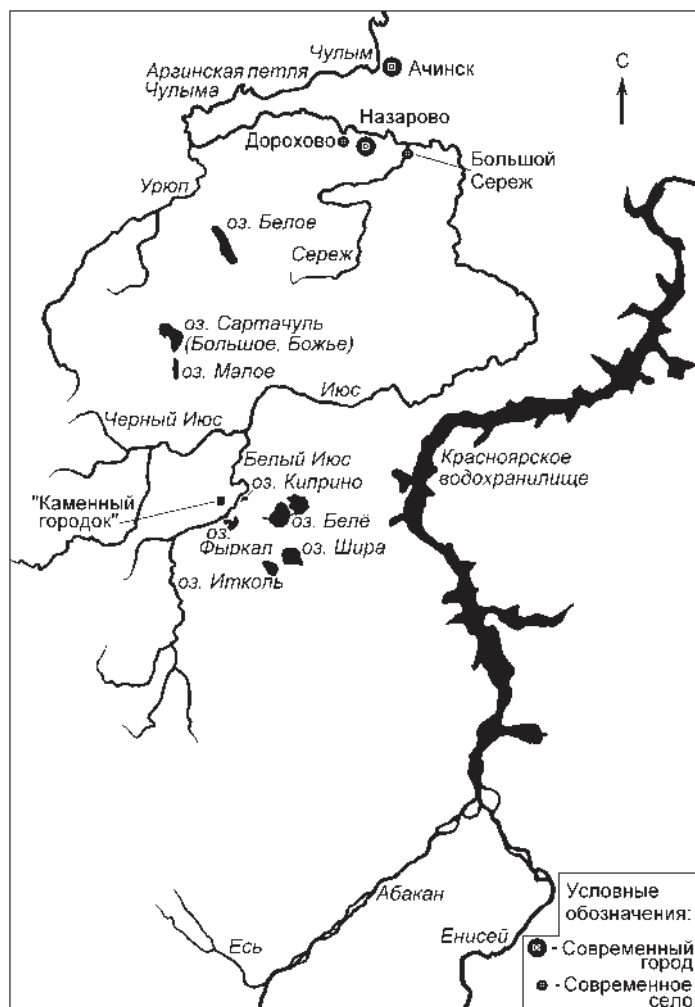 Чулым
Аргинская петля
Чулыма
Ачинск
С
Назарово
Дорохово
Большой
Сереж
Урюп
оз. Белое
Сереж
оз. Сартачуль
(Большое, Божье)
оз. Малое
Июс
Черный Июс
Белый Июс
Красноярское
водохранилище
оз. Киприно
"Каменный
городок"
оз. Белё
оз.
Фыркал
оз. Шира
оз. Итколь
Абакан
Условные
обозначения:
Есь
Енисей
- Современный
город
- Современное
село